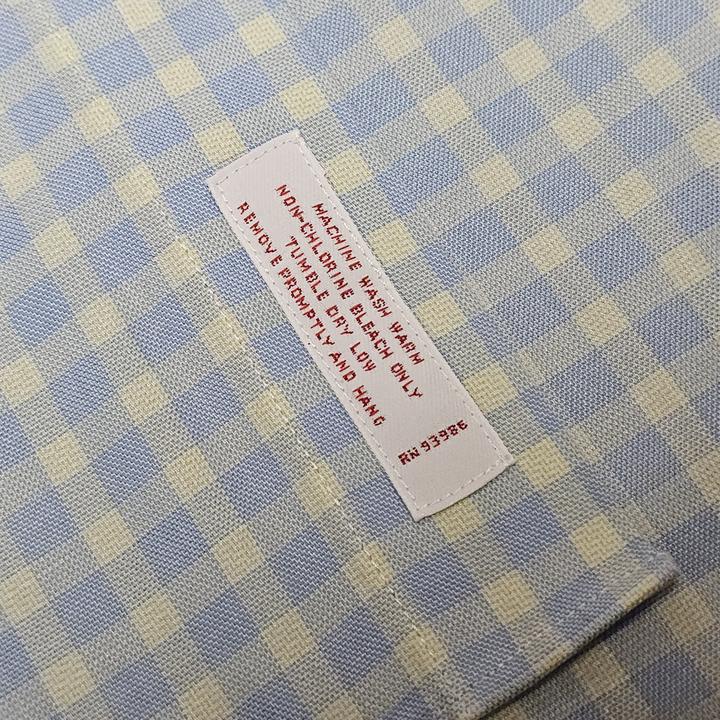 MACHINE WASH WARM
NON-CHLORINE BLEACH ONLY
TUMBLE DRY LOW
REMOVE PROMPTLY AND HANG
RN 93986